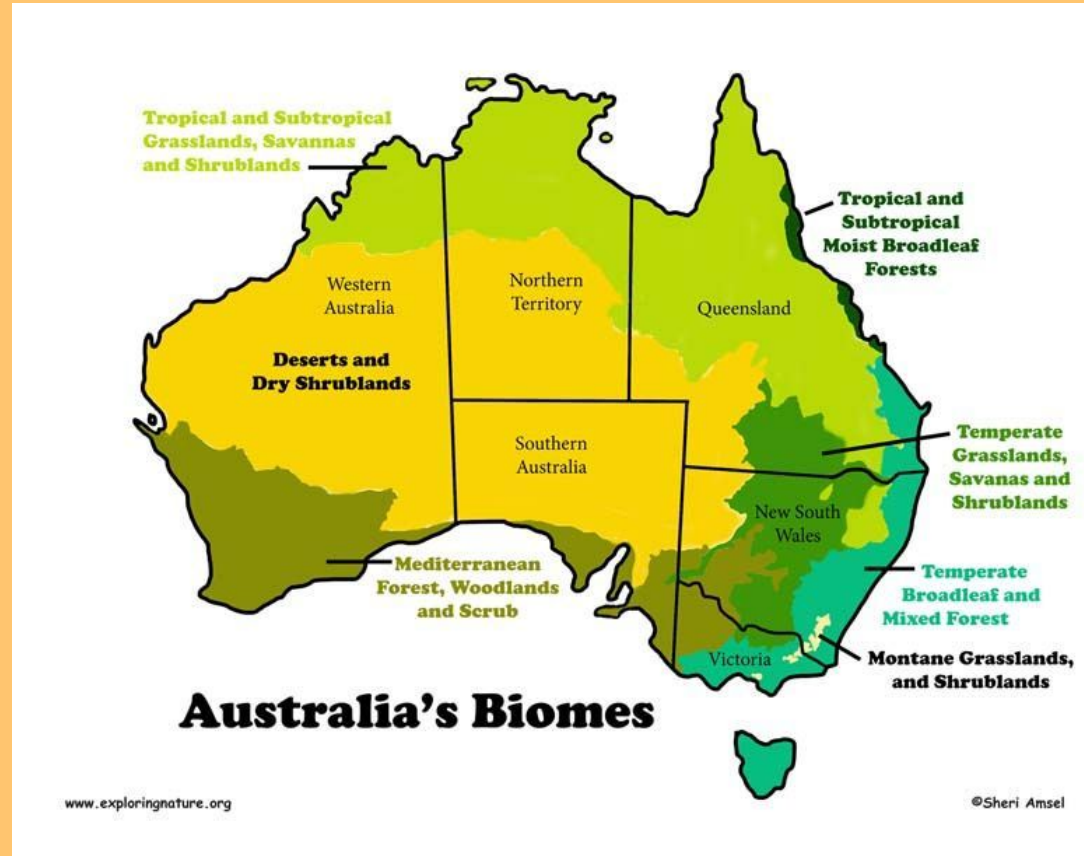 Tropical and Subtropical
Grasslands, Savannas
and Shrublands
Tropical and
Subtropical
Moist Broadleaf
Forests
Western
Australia
Northern
Territory
Queensland
Deserts and
Dry Shrublands
Southern
Australia
Temperate
Grasslands,
Savanas and
Shrublands
New South
Wales
Mediterranean
Forest, Woodlands
and Scrub
Temperate
Broadleaf and
Mixed Forest
Victoria
Montane Grasslands,
and Shrublands
Australia's Biomes
www.exploringnature.org
©Sheri Amsel